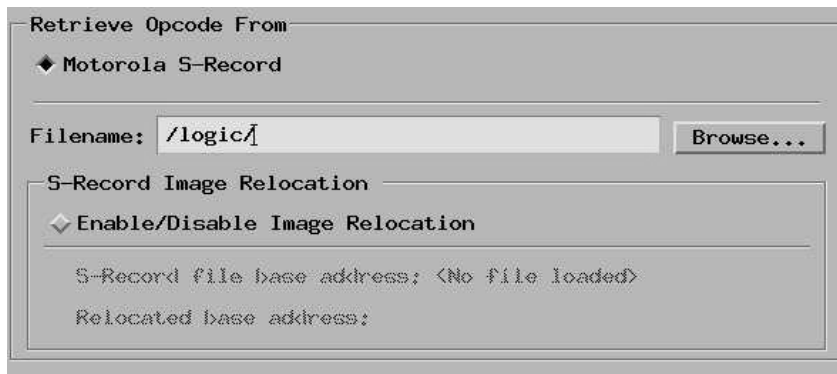 Retrieve Opcode From
Motorola S-Record
Filename: /logic/ Browse...
S-Record Image Relocation
Enable/Disable Image Relocation
S-Record file base address: <No file loaded>
Relocated base address: